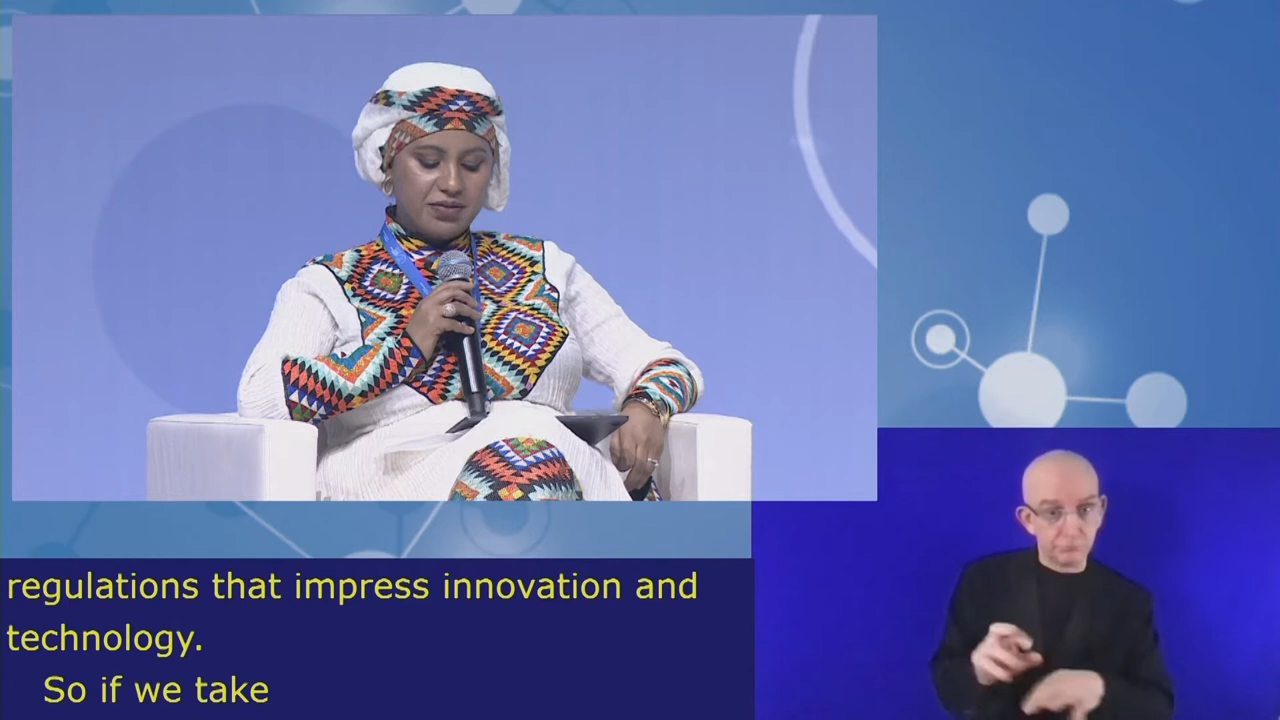 regulations that impress innovation and
technology.
So if we take